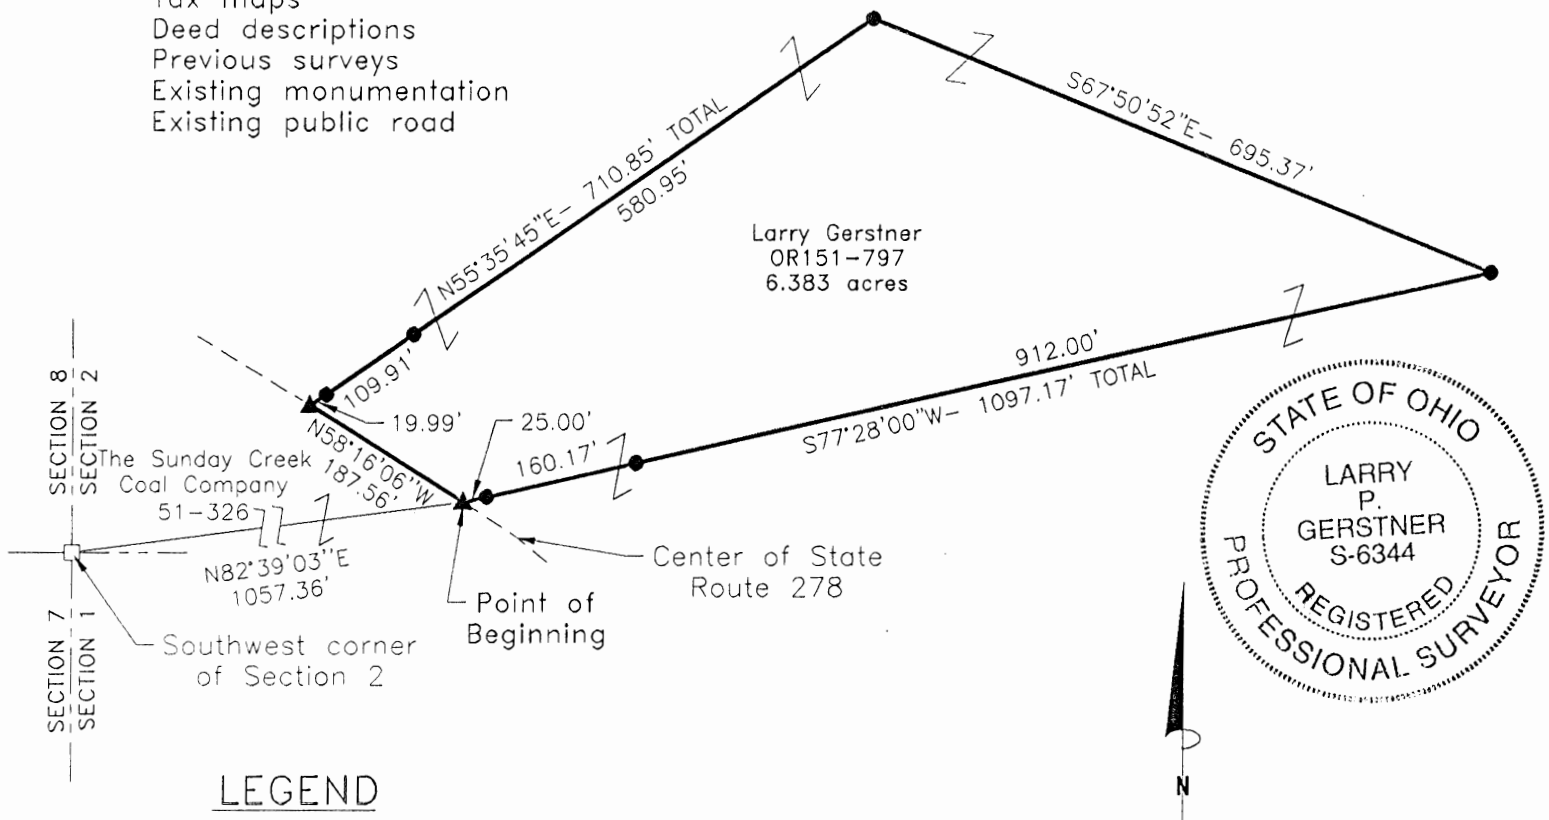 Tax maps
Deed descriptions
Previous surveys
Existing monumentation
Existing public road
N55°35'45"E- 710.85' TOTAL
580.95'
S67°50'52"E- 695.37'
Larry Gerstner
OR151-797
6.383 acres
109.91'
19.99'
25.00'
912.00'
S77°28'00"W- 1097.17' TOTAL
160.17'
N58°16'06"W
187.56'
SECTION 8
SECTION 2
The Sunday Creek
Coal Company
51-326
N82°39'03"E
1057.36'
Center of State
Route 278
Point of
Beginning
Southwest corner
of Section 2
SECTION 7
SECTION 1
STATE OF OHIO
LARRY
P.
GERSTNER
S-6344
REGISTERED
PROFESSIONAL SURVEYOR
N
LEGEND